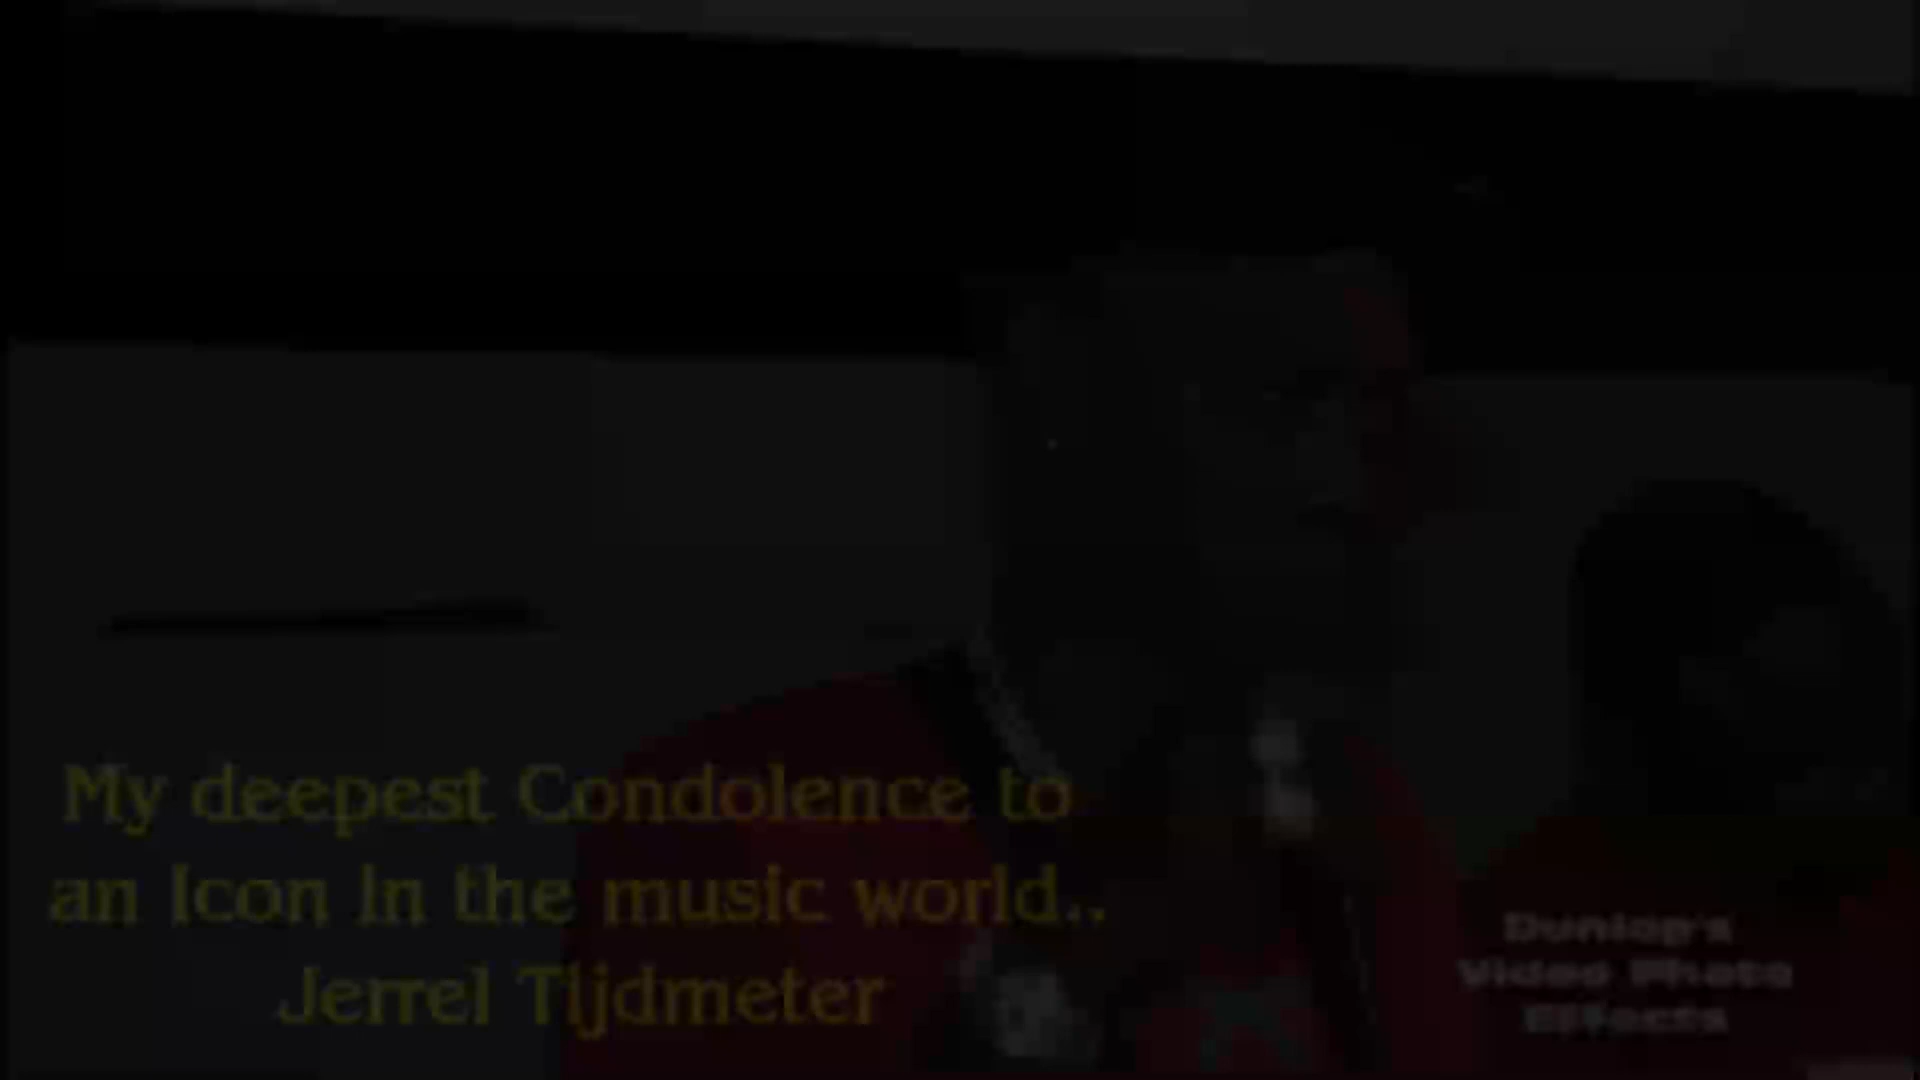 My deepest Condolence to
an Icon in the music world..
Jerrel Tijdmeter
Dunlop's
Video Photo
Effects